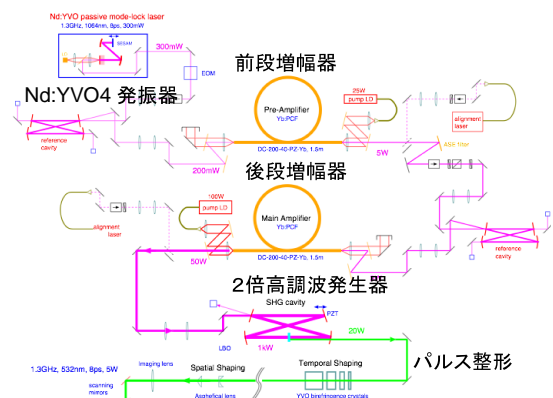 Nd:YVO passive mode-lock laser
1.3GHz, 1064nm, 8ps, 300mW
SESAM
300mW
EOM
前段増幅器
25W
pump LD
Nd:YVO4 発振器
Pre-Amplifier
Yb:PCF
alignment
laser
reference
cavity
ASE filter
DC-200-40-PZ-Yb, 1.5m
5W
200mW
後段増幅器
100W
pump LD
Main Amplifier
Yb:PCF
alignment
laser
reference
cavity
DC-200-40-PZ-Yb, 1.5m
50W
2倍高調波発生器
SHG cavity
PZT
20W
LBO
1kW
パルス整形
1.3GHz, 532nm, 8ps, 5W
Imaging lens
Spatial Shaping
Temporal Shaping
scanning
mirrors
Asphefical lens
YVO birefringence crystals